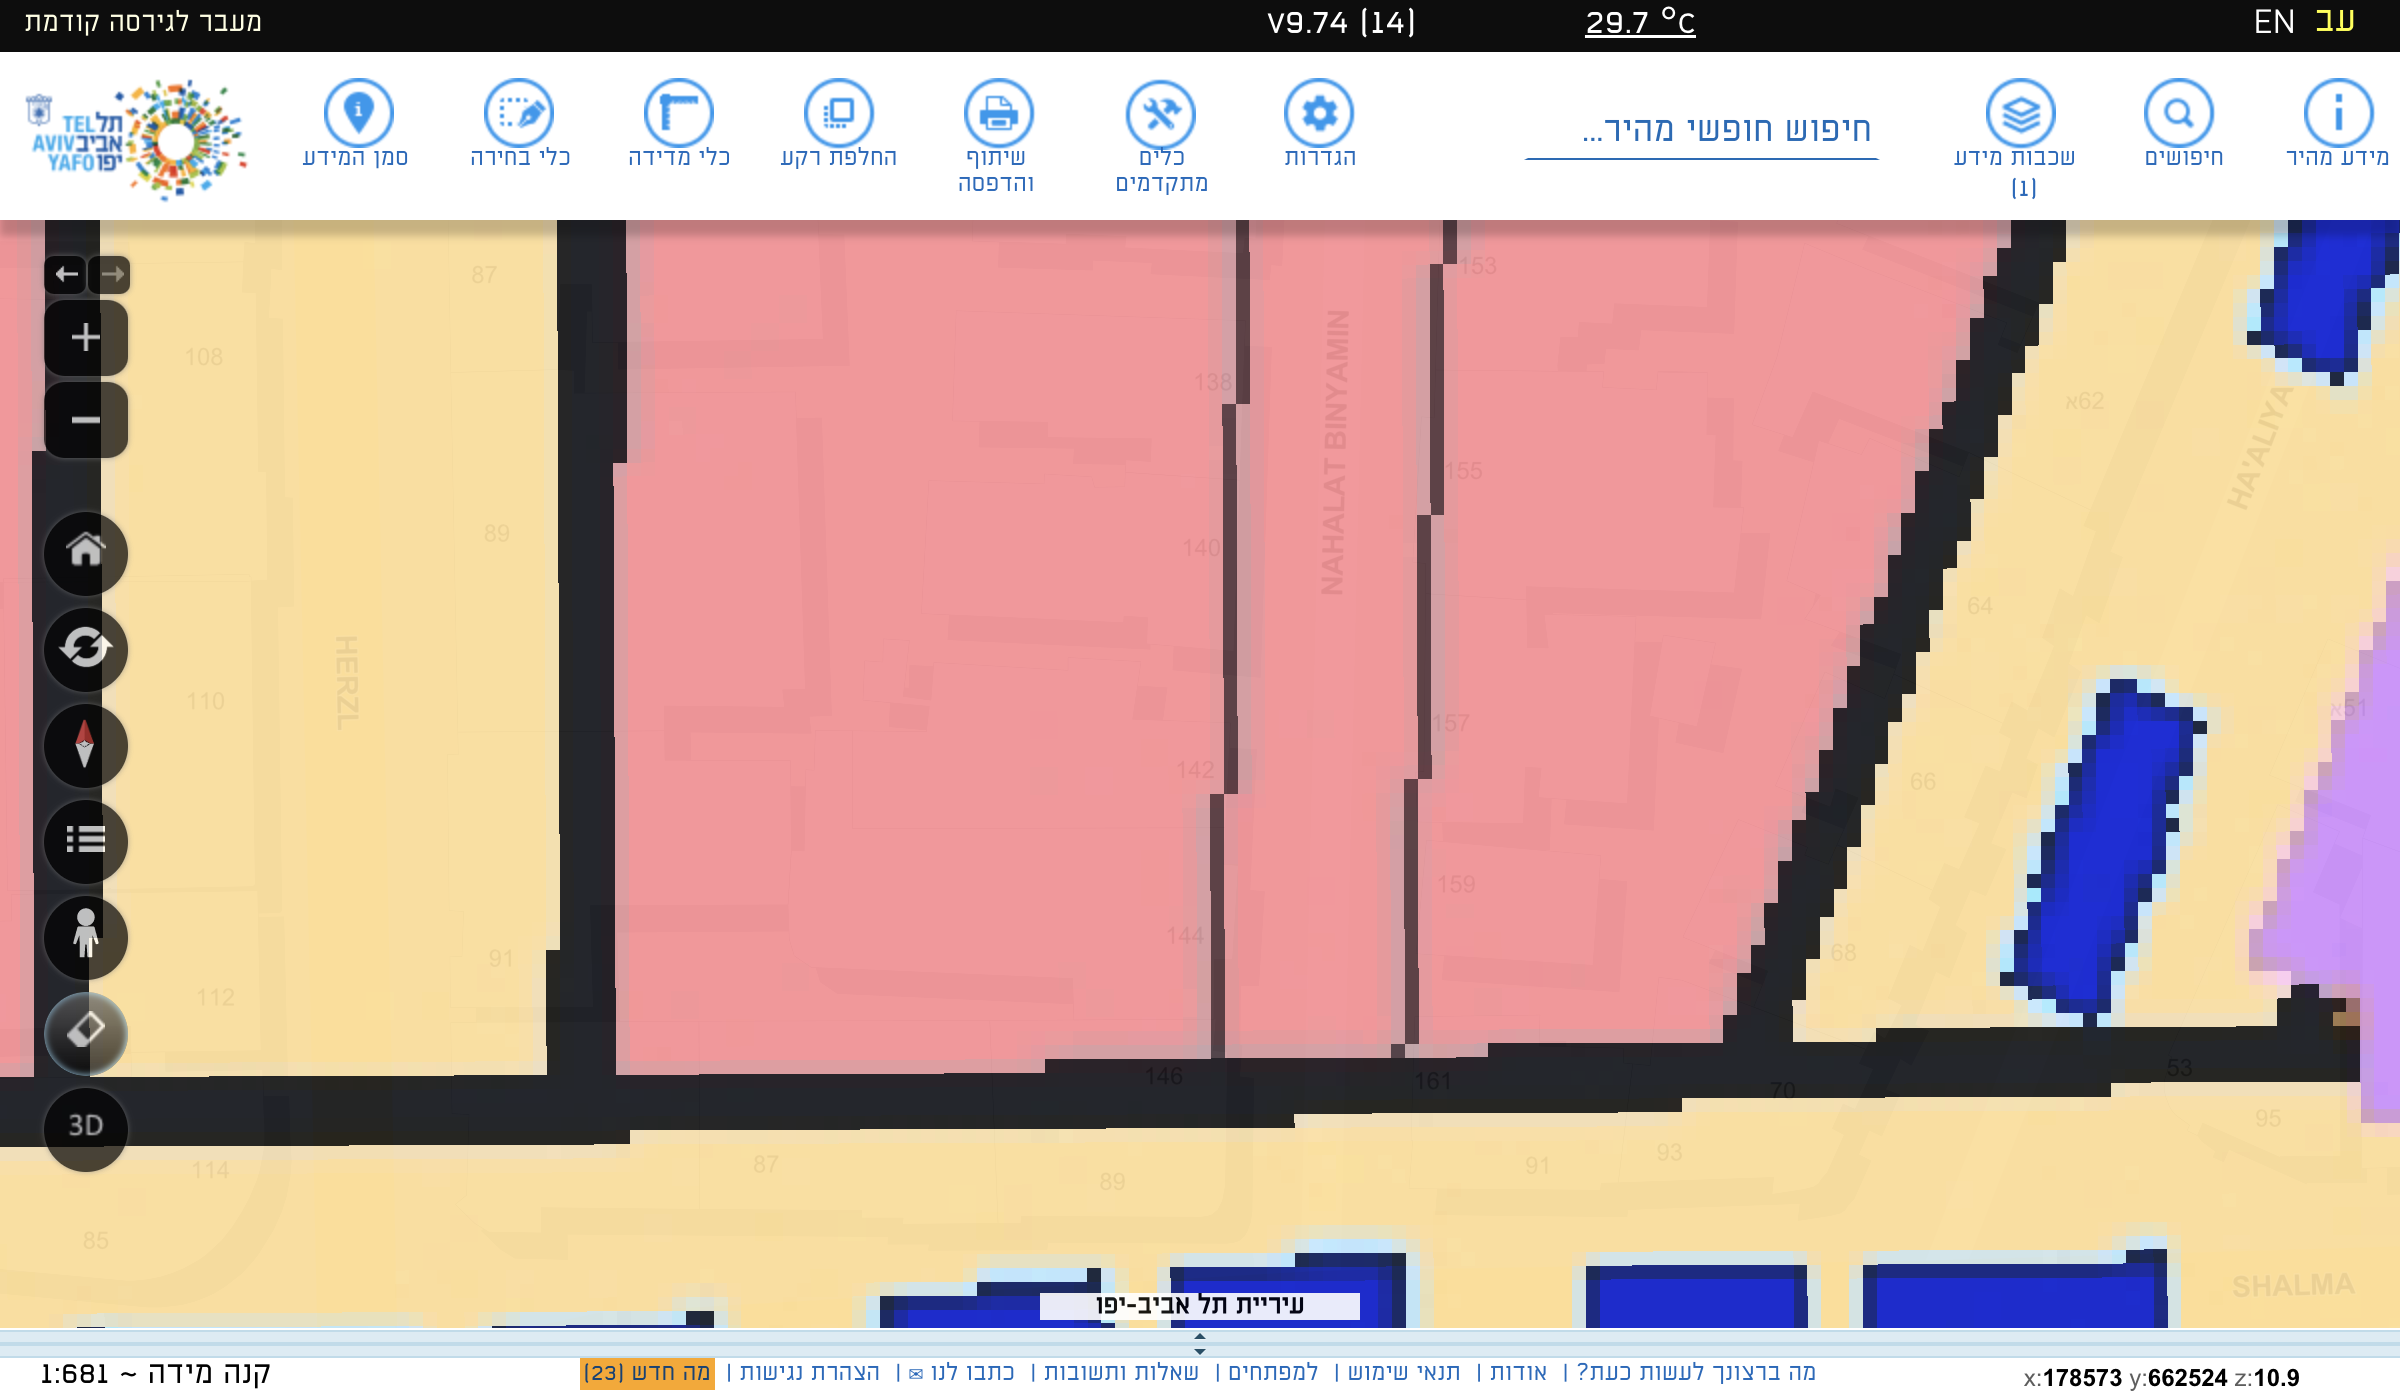 עב EN
29.7 °C
V9.74 (14)
מעבר לגירסה קודמת
מידע מהיר
חיפושים
שכבות מידע
(1)
חיפוש חופשי מהיר...
הגדרות
כלים
מתקדמים
שיתוף
והדפסה
החלפת רקע
כלי מדידה
כלי בחירה
סמן המידע
TEL תל
AVIV אביב
YAFO יפו
87
153
108
138
NAHALAT BINYAMIN
62א
HA'ALIYA
155
89
140
64
HERZL
110
157
51א
142
66
159
144
68
91
112
146
161
70
53
95
114
87
89
91
93
85
SHALMA
3D
עיריית תל אביב-יפו
מה ברצונך לעשות כעת? | אודות | תנאי שימוש | למפתחים | שאלות ותשובות | כתבו לנו ✉ | הצהרת נגישות | מה חדש (23)
קנה מידה ~ 1:681
x:178573 y:662524 z:10.9